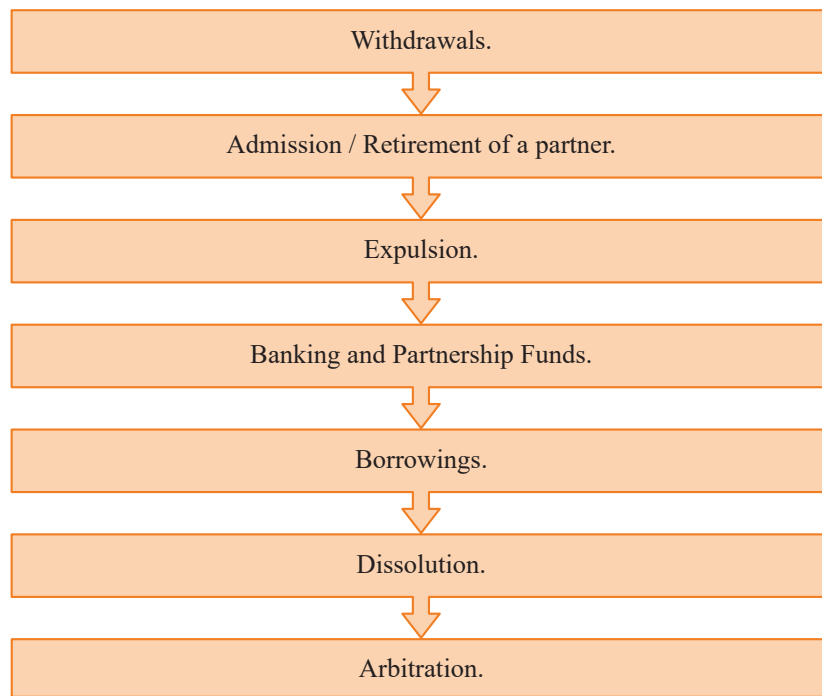 Withdrawals.
Admission / Retirement of a partner.
Expulsion.
Banking and Partnership Funds.
Borrowings.
Dissolution.
Arbitration.